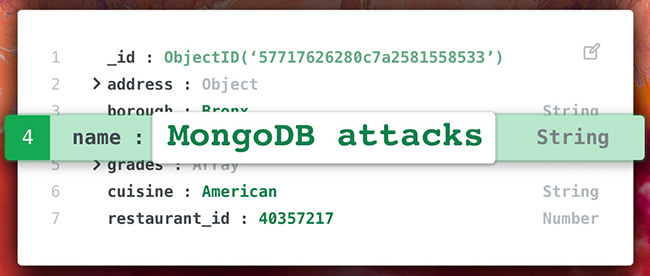 1 _id : ObjectID(‘57717626280c7a2581558533’)
2 address : Object
3 borough : Bronx String
4 name : MongoDB attacks String
5 grades : Array
6 cuisine : American String
7 restaurant_id : 40357217 Number